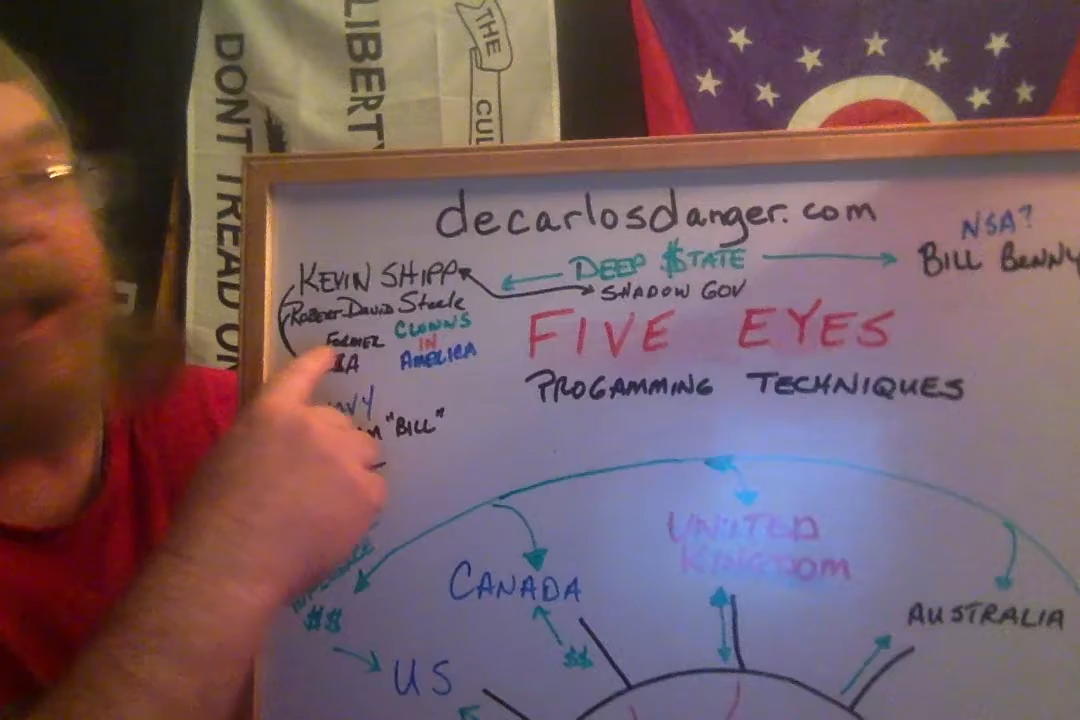 DONT TREAD ON
LIBERTY
THE
CUL
decarlosdanger.com
NSA?
KEVIN SHIPP
DEEP $TATE
BILL BENNY
Robert David Steele
SHADOW GOV
FORMER
CLOWNS
IN
AMERICA
FIVE EYES
PROGAMMING TECHNIQUES
"BILL"
UNITED
KINGDOM
CANADA
AUSTRALIA
$$
$$
US